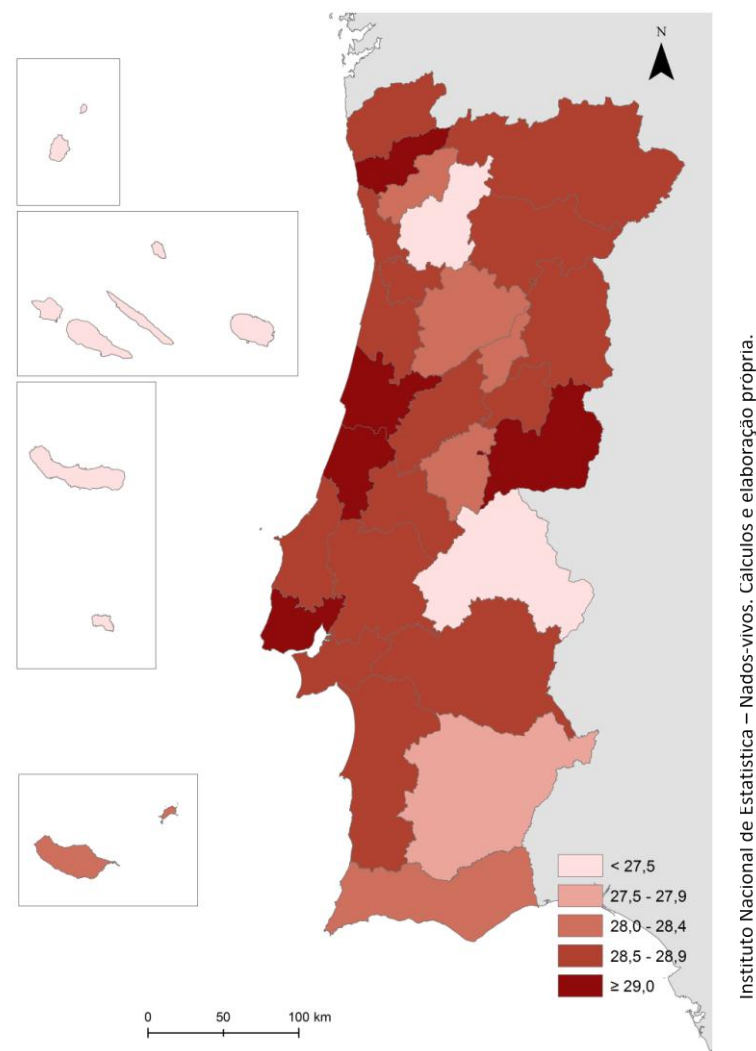 N
< 27,5
27,5 - 27,9
28,0 - 28,4
28,5 - 28,9
≥ 29,0
0 50 100 km
Instituto Nacional de Estatística – Nados-vivos. Cálculos e elaboração própria.